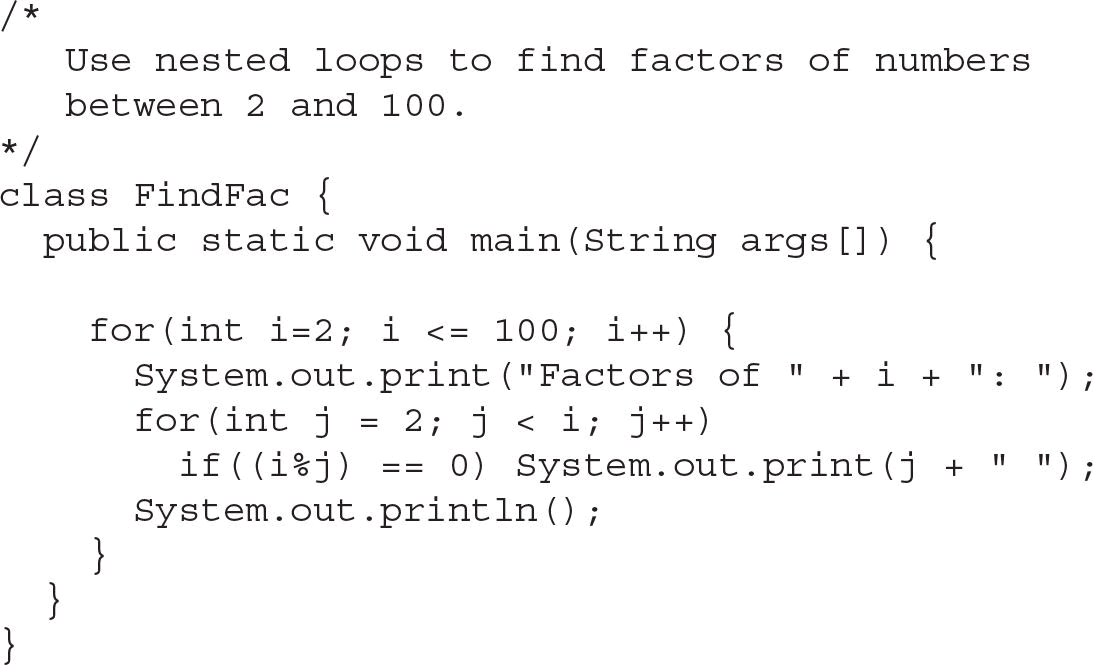 /*
   Use nested loops to find factors of numbers
   between 2 and 100.
*/
class FindFac {
  public static void main(String args[]) {

    for(int i=2; i <= 100; i++) {
      System.out.print("Factors of " + i + ": ");
      for(int j = 2; j < i; j++)
        if((i%j) == 0) System.out.print(j + " ");
      System.out.println();
    }
  }
}